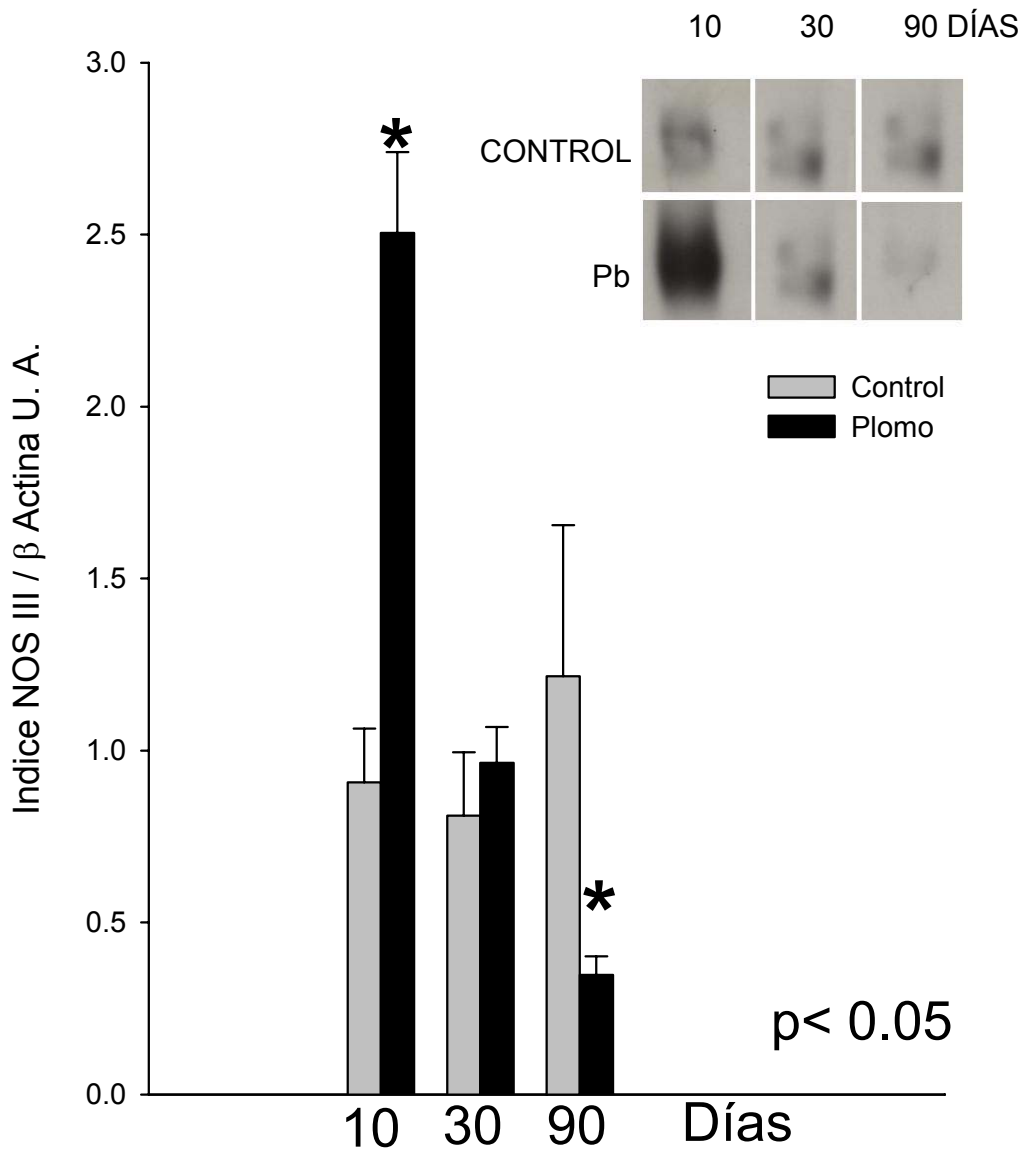 10 30 90 DÍAS
CONTROL
Pb
Control
Plomo
Indice NOS III / β Actina U. A.
3.0
2.5
2.0
1.5
1.0
0.5
0.0
*
*
p< 0.05
10 30 90 Días